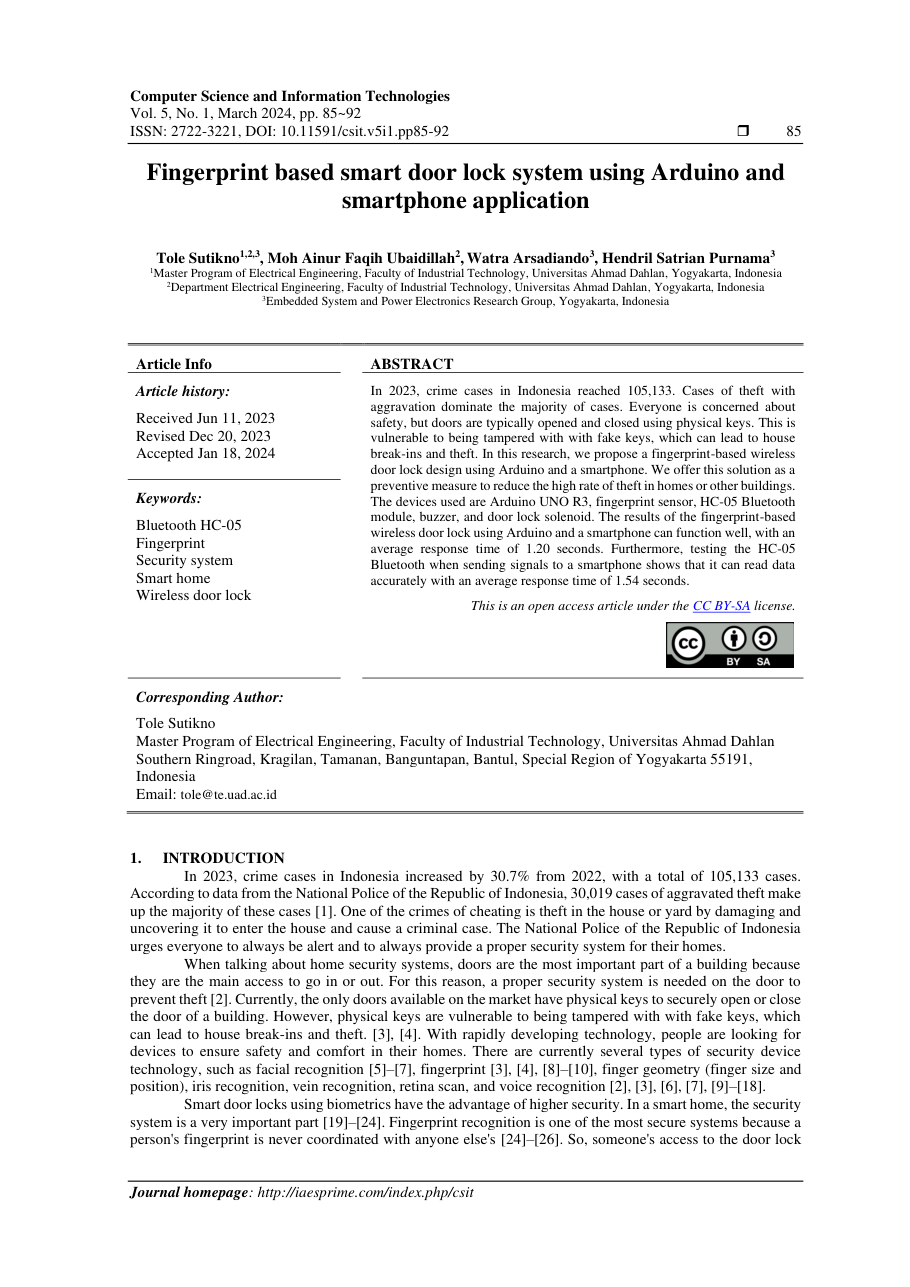 Computer Science and Information Technologies
Vol. 5, No. 1, March 2024, pp. 85~92
ISSN: 2722-3221, DOI: 10.11591/csit.v5i1.pp85-92 ❒ 85
Fingerprint based smart door lock system using Arduino and
smartphone application
Tole Sutikno1,2,3, Moh Ainur Faqih Ubaidillah2, Watra Arsadiando3, Hendril Satrian Purnama3
1Master Program of Electrical Engineering, Faculty of Industrial Technology, Universitas Ahmad Dahlan, Yogyakarta, Indonesia
2Department Electrical Engineering, Faculty of Industrial Technology, Universitas Ahmad Dahlan, Yogyakarta, Indonesia
3Embedded System and Power Electronics Research Group, Yogyakarta, Indonesia
Article Info
Article history:
Received Jun 11, 2023
Revised Dec 20, 2023
Accepted Jan 18, 2024
Keywords:
Bluetooth HC-05
Fingerprint
Security system
Smart home
Wireless door lock
ABSTRACT
In 2023, crime cases in Indonesia reached 105,133. Cases of theft with
aggravation dominate the majority of cases. Everyone is concerned about
safety, but doors are typically opened and closed using physical keys. This is
vulnerable to being tampered with with fake keys, which can lead to house
break-ins and theft. In this research, we propose a fingerprint-based wireless
door lock design using Arduino and a smartphone. We offer this solution as a
preventive measure to reduce the high rate of theft in homes or other buildings.
The devices used are Arduino UNO R3, fingerprint sensor, HC-05 Bluetooth
module, buzzer, and door lock solenoid. The results of the fingerprint-based
wireless door lock using Arduino and a smartphone can function well, with an
average response time of 1.20 seconds. Furthermore, testing the HC-05
Bluetooth when sending signals to a smartphone shows that it can read data
accurately with an average response time of 1.54 seconds.
This is an open access article under the CC BY-SA license.
cc BY SA
Corresponding Author:
Tole Sutikno
Master Program of Electrical Engineering, Faculty of Industrial Technology, Universitas Ahmad Dahlan
Southern Ringroad, Kragilan, Tamanan, Banguntapan, Bantul, Special Region of Yogyakarta 55191,
Indonesia
Email: tole@te.uad.ac.id
1. INTRODUCTION
In 2023, crime cases in Indonesia increased by 30.7% from 2022, with a total of 105,133 cases.
According to data from the National Police of the Republic of Indonesia, 30,019 cases of aggravated theft make
up the majority of these cases [1]. One of the crimes of cheating is theft in the house or yard by damaging and
uncovering it to enter the house and cause a criminal case. The National Police of the Republic of Indonesia
urges everyone to always be alert and to always provide a proper security system for their homes.
When talking about home security systems, doors are the most important part of a building because
they are the main access to go in or out. For this reason, a proper security system is needed on the door to
prevent theft [2]. Currently, the only doors available on the market have physical keys to securely open or close
the door of a building. However, physical keys are vulnerable to being tampered with with fake keys, which
can lead to house break-ins and theft. [3], [4]. With rapidly developing technology, people are looking for
devices to ensure safety and comfort in their homes. There are currently several types of security device
technology, such as facial recognition [5]–[7], fingerprint [3], [4], [8]–[10], finger geometry (finger size and
position), iris recognition, vein recognition, retina scan, and voice recognition [2], [3], [6], [7], [9]–[18].
Smart door locks using biometrics have the advantage of higher security. In a smart home, the security
system is a very important part [19]–[24]. Fingerprint recognition is one of the most secure systems because a
person's fingerprint is never coordinated with anyone else's [24]–[26]. So, someone's access to the door lock
Journal homepage: http://iaesprime.com/index.php/csit